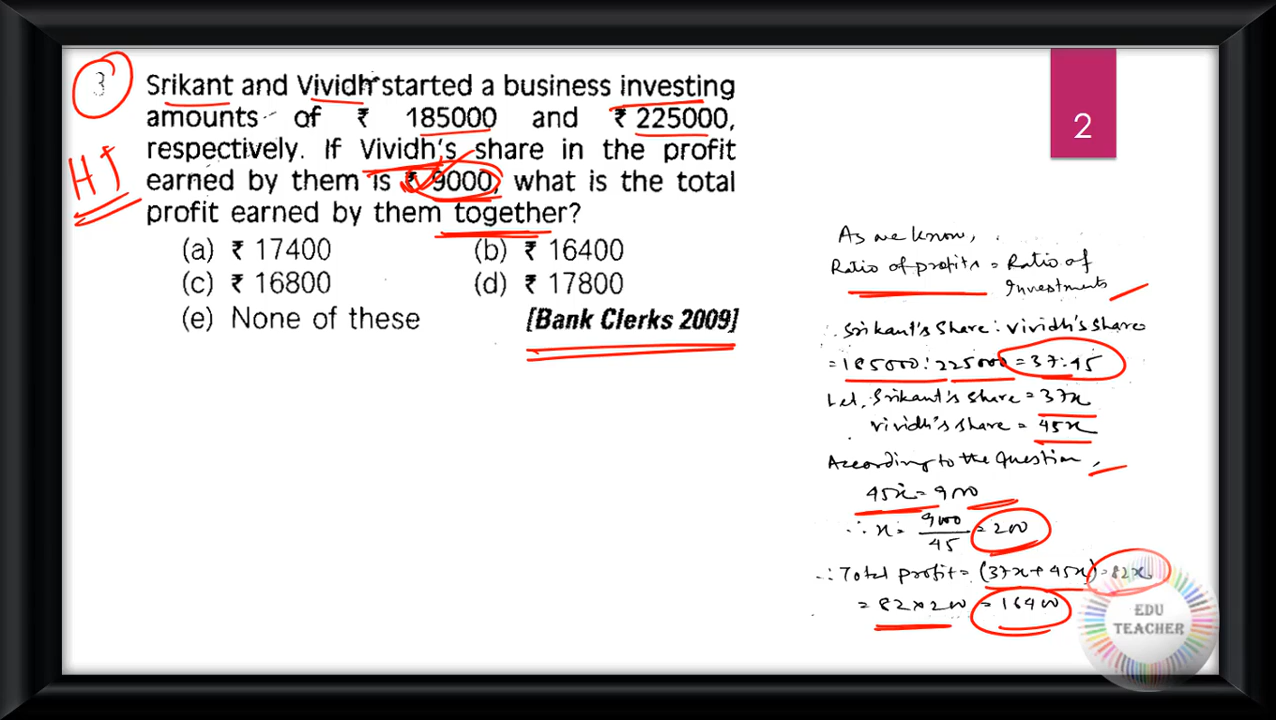 2
3
Srikant and Vividh started a business investing
amounts of ₹ 185000 and ₹ 225000,
respectively. If Vividh's share in the profit
earned by them is ₹ 9000, what is the total
profit earned by them together?
(a) ₹ 17400 (b) ₹ 16400
(c) ₹ 16800 (d) ₹ 17800
(e) None of these [Bank Clerks 2009]
As we know,
Ratio of profits = Ratio of
Investments
∴ Srikant's Share : Vividh's Share
= 185000 : 225000 = 37:45
Let, Srikant's Share = 37x
Vividh's Share = 45x
According to the Question,
45x = 9000
∴ x = 9000/45 = 200
∴ Total profit = (37x + 45x) = 82x
= 82 x 200 = 16400
EDU
TEACHER